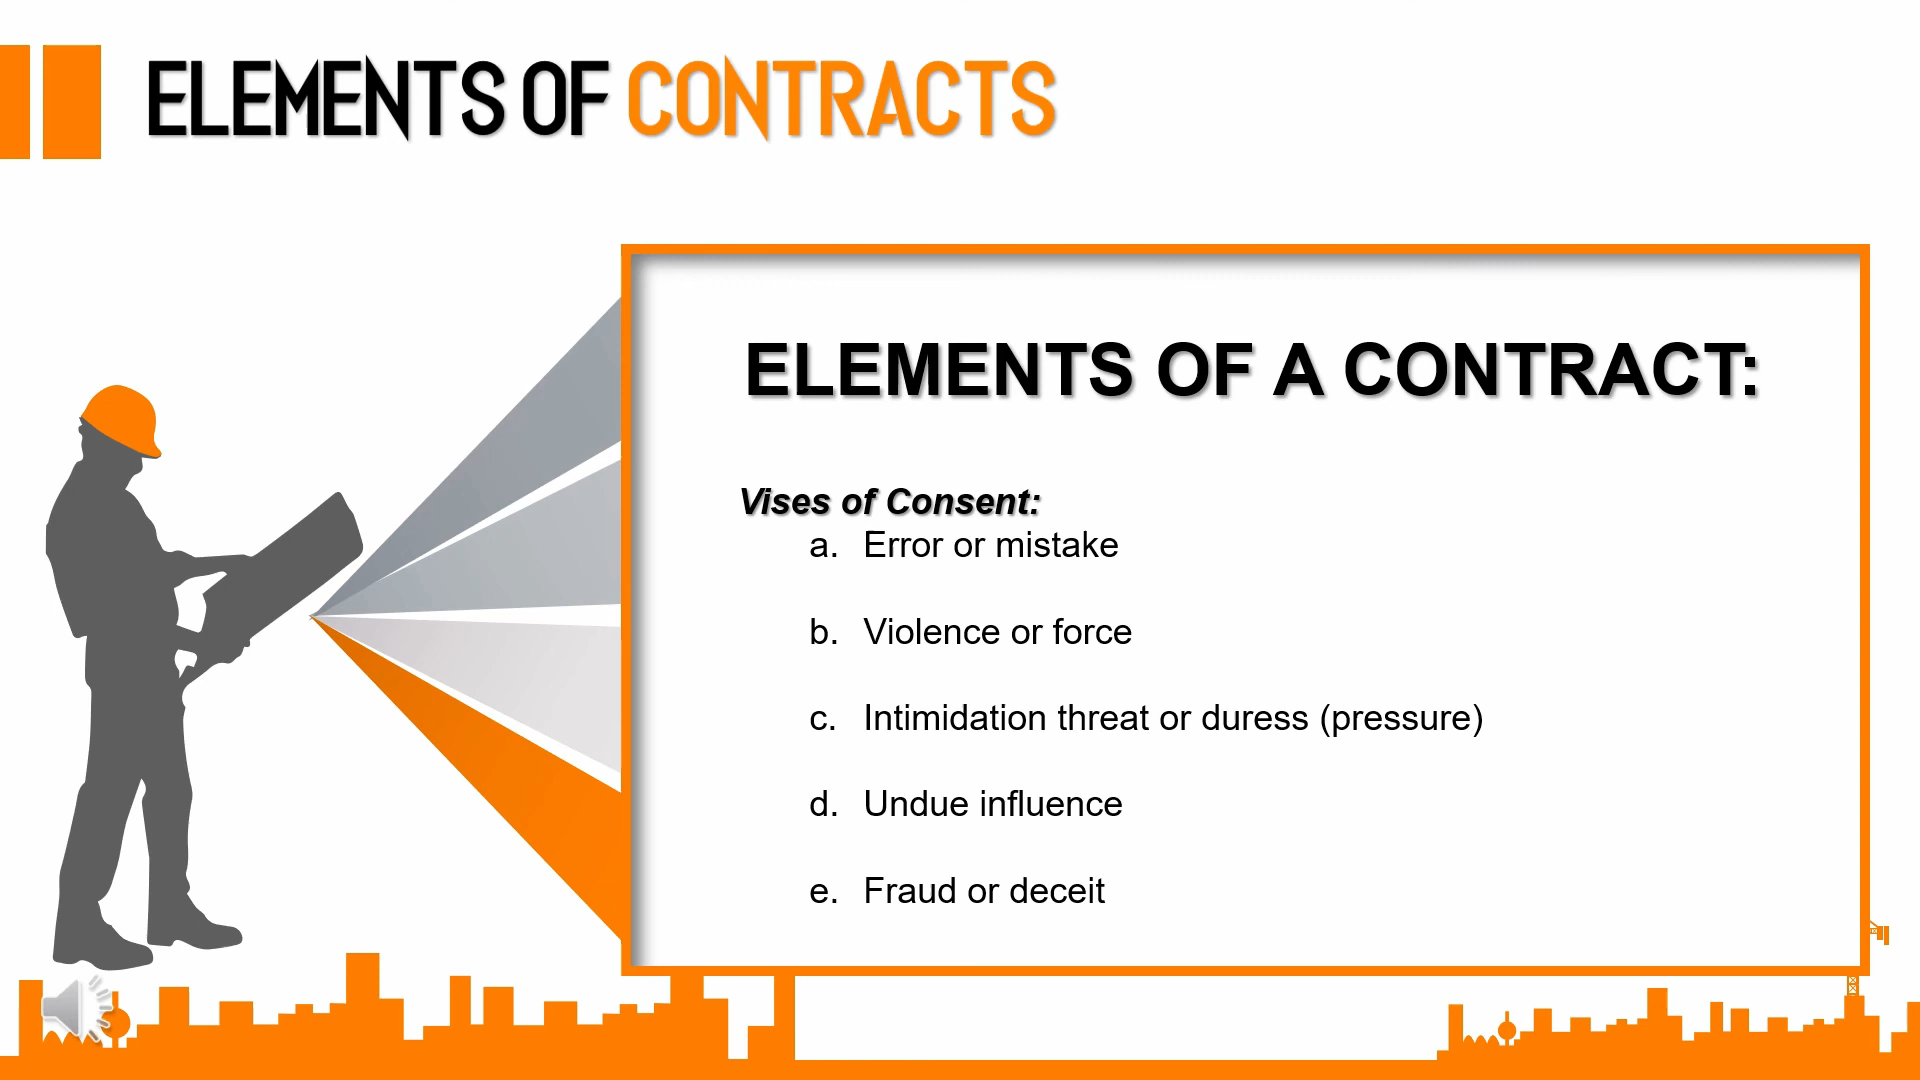 ELEMENTS OF CONTRACTS
ELEMENTS OF A CONTRACT:
Vises of Consent:
a. Error or mistake
b. Violence or force
c. Intimidation threat or duress (pressure)
d. Undue influence
e. Fraud or deceit